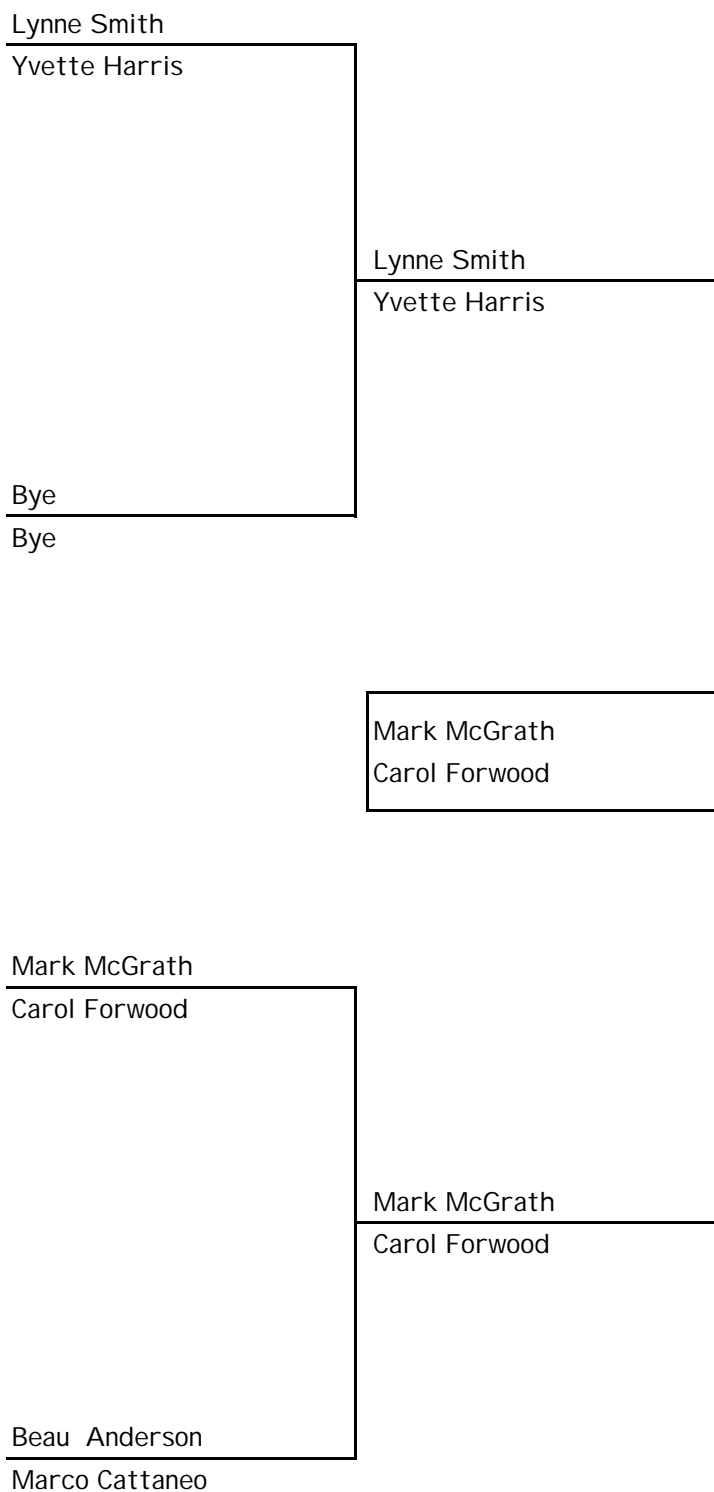 Lynne Smith
Yvette Harris
Lynne Smith
Yvette Harris
Bye
Bye
Mark McGrath
Carol Forwood
Mark McGrath
Carol Forwood
Mark McGrath
Carol Forwood
Beau  Anderson
Marco Cattaneo